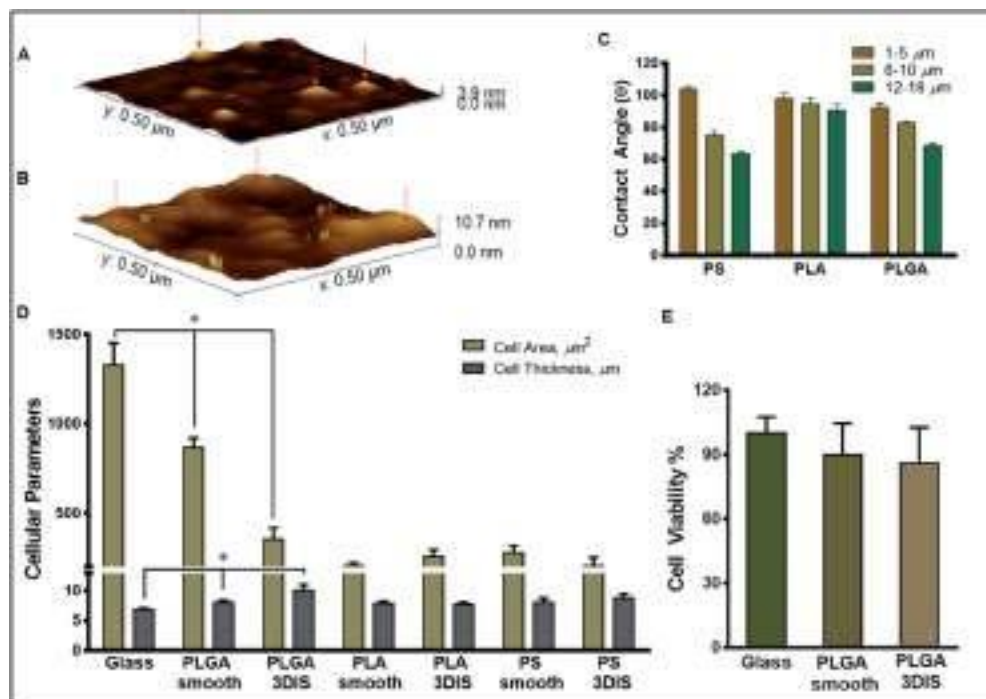 A
3.9 nm
0.0 nm
y: 0.50 µm
x: 0.50 µm
B
10.7 nm
0.0 nm
y: 0.50 µm
x: 0.50 µm
C
1-5 µm
6-10 µm
12-18 µm
Contact Angle (θ)
120
100
80
60
40
20
0
PS PLA PLGA
D
*
Cell Area, µm²
Cell Thickness, µm
Cellular Parameters
1500
1000
500
*
10
5
0
Glass PLGA PLGA PLA PLA PS PS
smooth 3DIS smooth 3DIS smooth 3DIS
E
Cell Viability %
120
90
60
30
0
Glass PLGA PLGA
smooth 3DIS